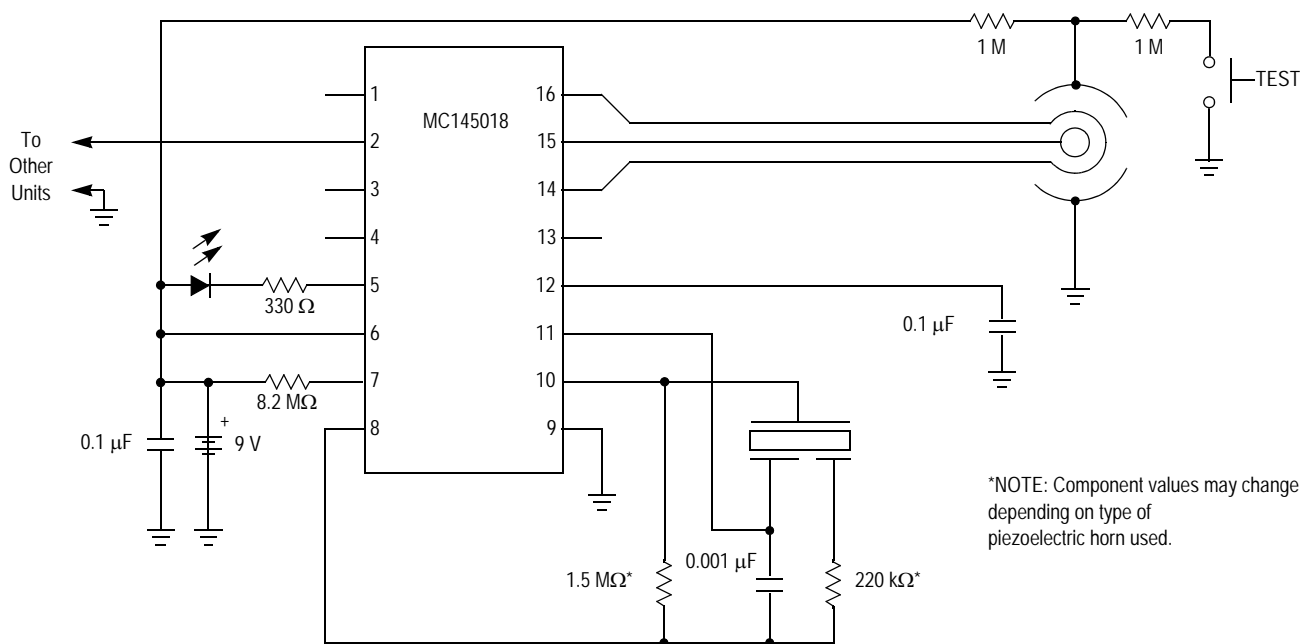 1 M
1 M
TEST
MC145018
1
2
3
4
5
6
7
8
16
15
14
13
12
11
10
9
To
Other
Units
330 Ω
8.2 MΩ
0.1 µF
+
9 V
0.1 µF
1.5 MΩ*
0.001 µF
220 kΩ*
*NOTE: Component values may change
depending on type of
piezoelectric horn used.